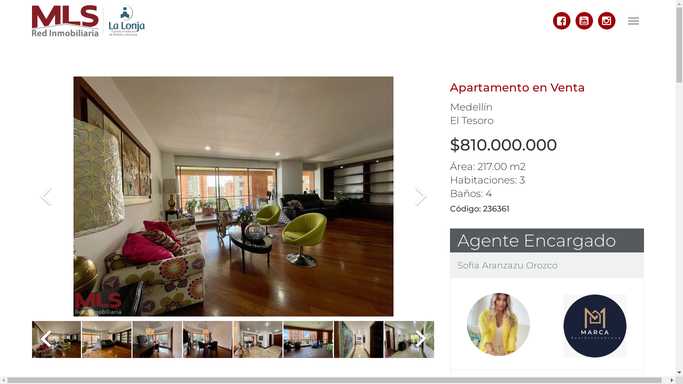 MLS
Red Inmobiliaria
La Lonja
Apartamento en Venta
Medellín
El Tesoro
$810.000.000
Área: 217.00 m2
Habitaciones: 3
Baños: 4
Código: 236361
Agente Encargado
Sofia Aranzazu Orozco
MLS
Red Inmobiliaria
MARCA